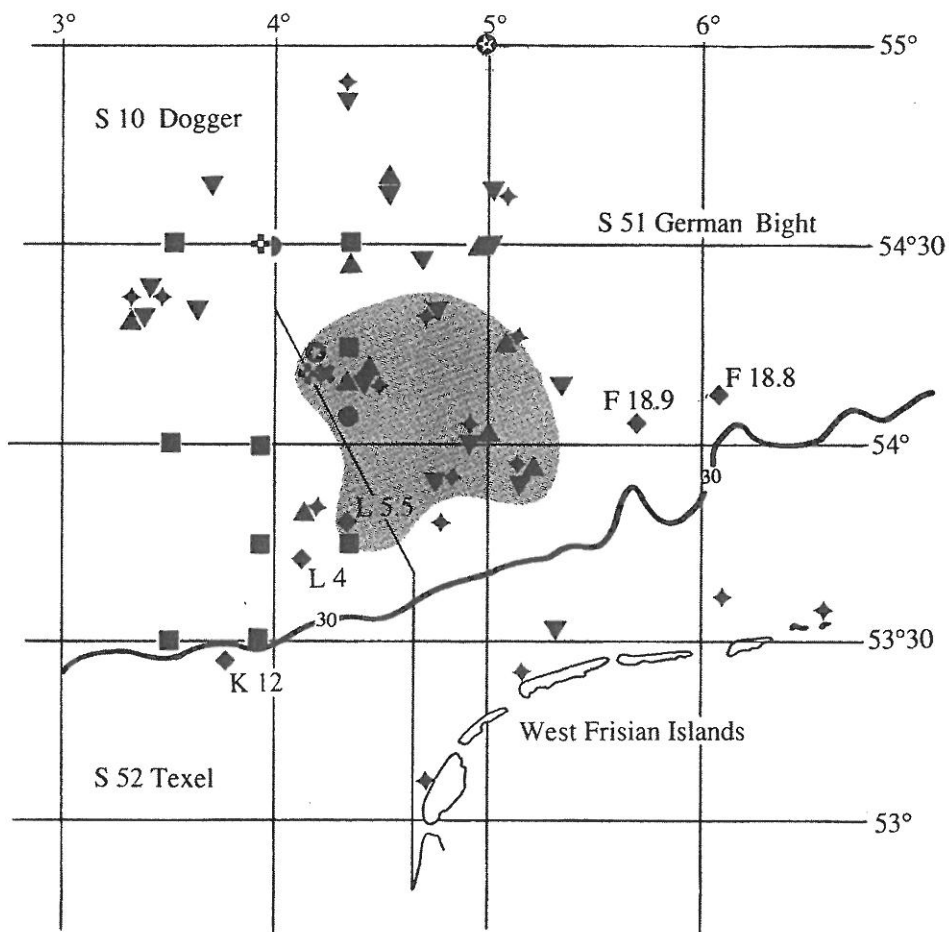 3°
4°
5°
6°
55°
S 10 Dogger
S 51 German Bight
54°30
F 18.9
F 18.8
54°
30
L 5.5
L 4
30
53°30
K 12
West Frisian Islands
S 52 Texel
53°